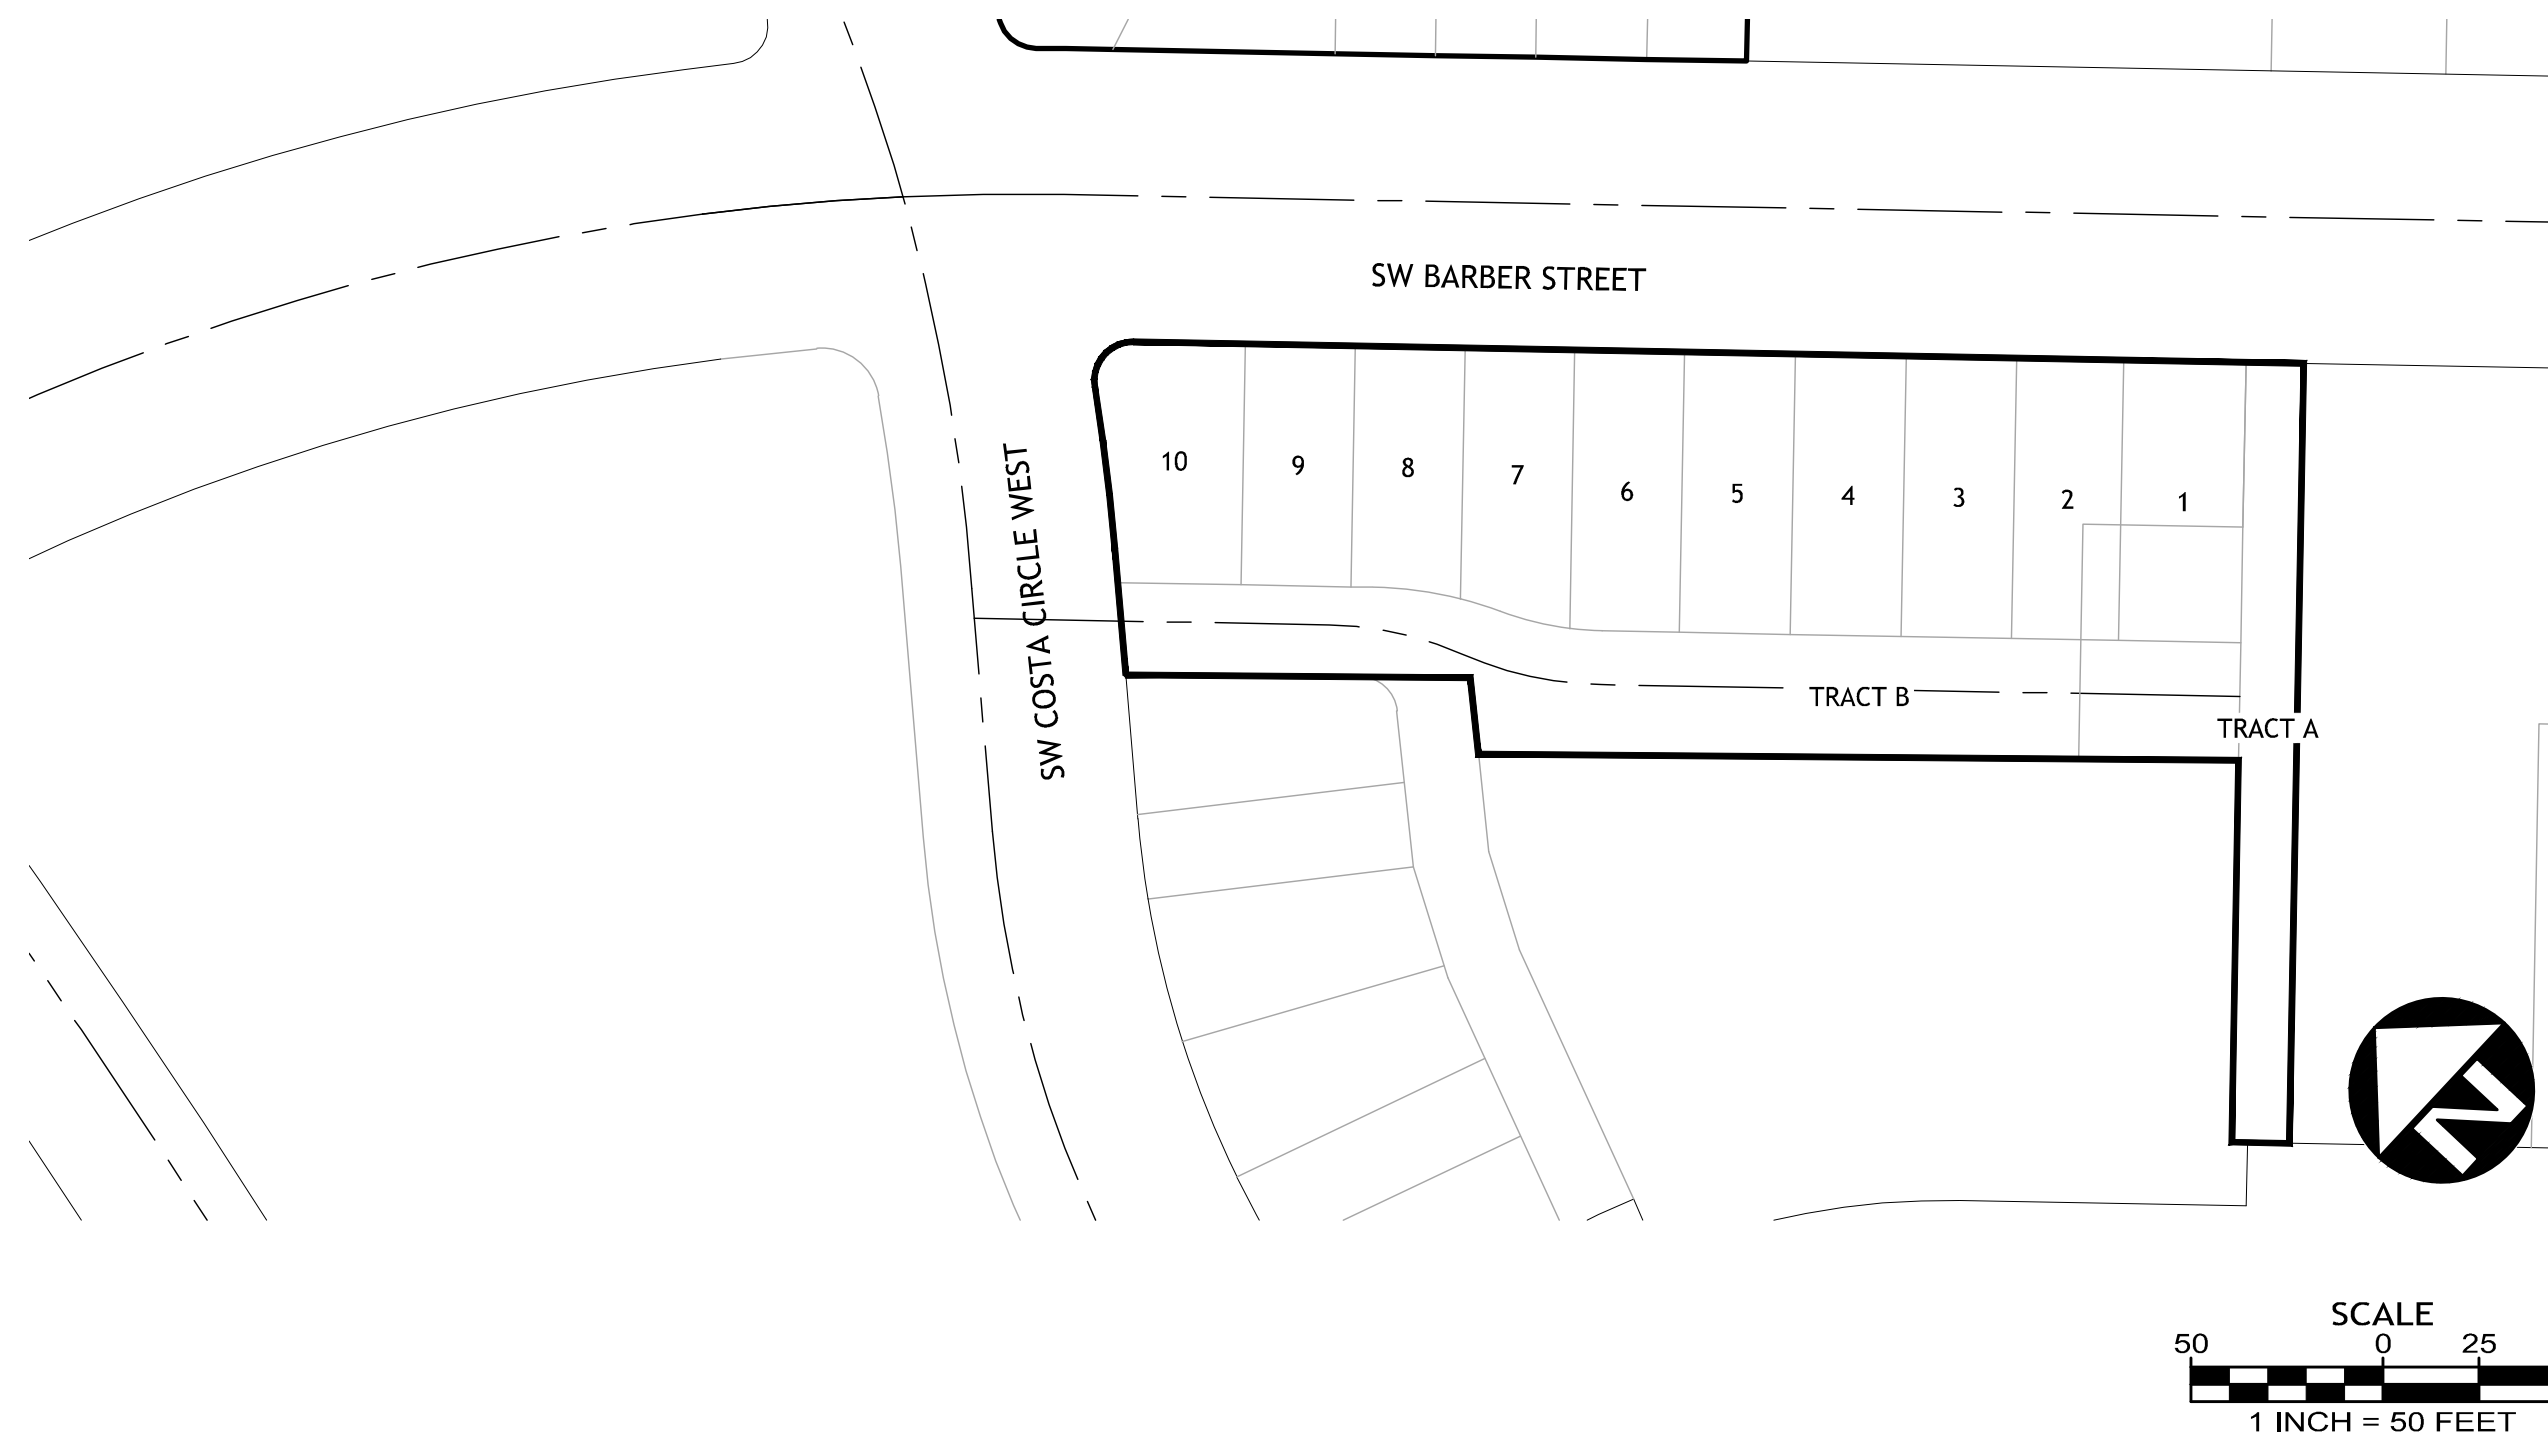 SW BARBER STREET
SW COSTA CIRCLE WEST
10
9
8
7
6
5
4
3
2
1
TRACT B
TRACT A
N
SCALE
50 0 25
1 INCH = 50 FEET